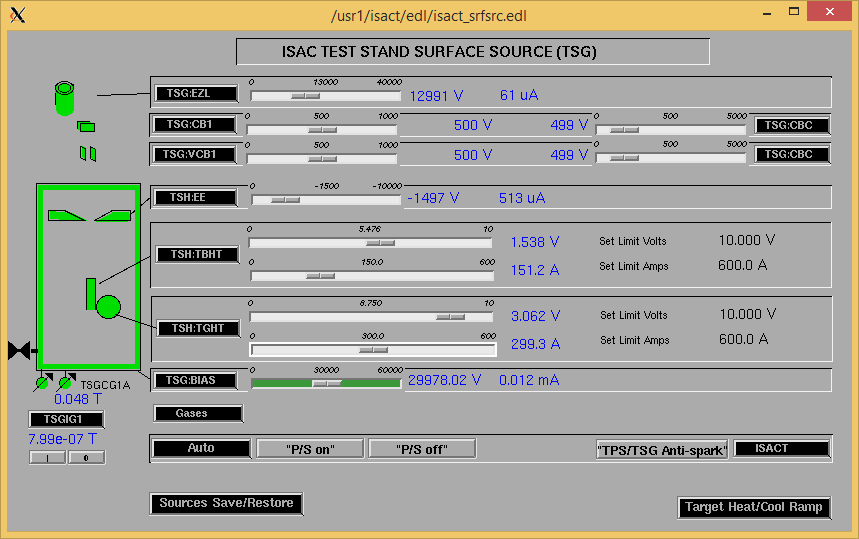 /usr1/isact/edl/isact_srfsrc.edl
ISAC TEST STAND SURFACE SOURCE (TSG)
0 13000 40000
TSG:EZL 12991 V 61 uA
0 500 1000 0 500 5000
TSG:CB1 500 V 499 V TSG:CBC
0 500 1000 0 500 5000
TSG:VCB1 500 V 499 V TSG:CBC
0 -1500 -10000
TSH:EE -1497 V 513 uA
0 5.476 10
1.538 V Set Limit Volts 10.000 V
TSH:TBHT
0 150.0 600
151.2 A Set Limit Amps 600.0 A
0 8.750 10
3.062 V Set Limit Volts 10.000 V
TSH:TGHT
0 300.0 600
299.3 A Set Limit Amps 600.0 A
0 30000 60000
TSG:BIAS 29978.02 V 0.012 mA
TSGCG1A
0.048 T
TSGIG1
7.99e-07 T
I 0
Gases
Auto "P/S on" "P/S off" "TPS/TSG Anti-spark" ISACT
Sources Save/Restore
Target Heat/Cool Ramp